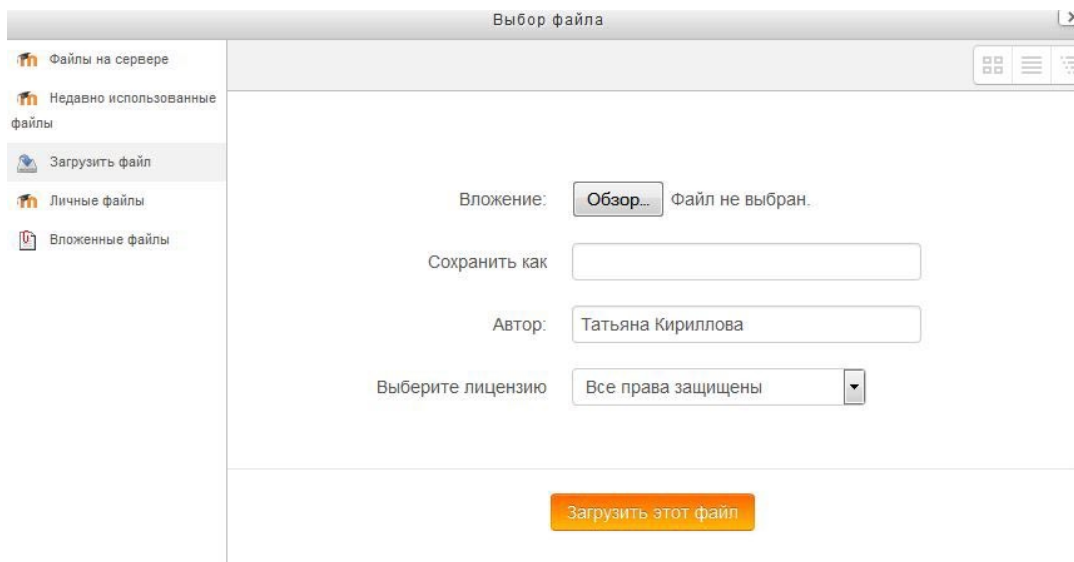 Выбор файла
Файлы на сервере
Недавно использованные
файлы
Загрузить файл
Личные файлы
Вложенные файлы
Вложение: Обзор... Файл не выбран.
Сохранить как
Автор: Татьяна Кириллова
Выберите лицензию Все права защищены
Загрузить этот файл